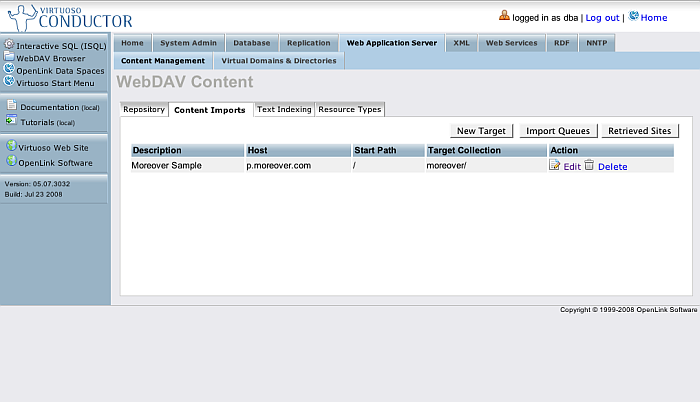 VIRTUOSO
CONDUCTOR
logged in as dba | Log out | Home
Interactive SQL (ISQL)
WebDAV Browser
OpenLink Data Spaces
Virtuoso Start Menu
Documentation (local)
Tutorials (local)
Virtuoso Web Site
OpenLink Software
Version: 05.07.3032
Build: Jul 23 2008
Home System Admin Database Replication Web Application Server XML Web Services RDF NNTP
Content Management Virtual Domains & Directories
WebDAV Content
Repository Content Imports Text Indexing Resource Types
New Target Import Queues Retrieved Sites
Description Host Start Path Target Collection Action
Moreover Sample p.moreover.com / moreover/ Edit Delete
Copyright © 1999-2008 OpenLink Software